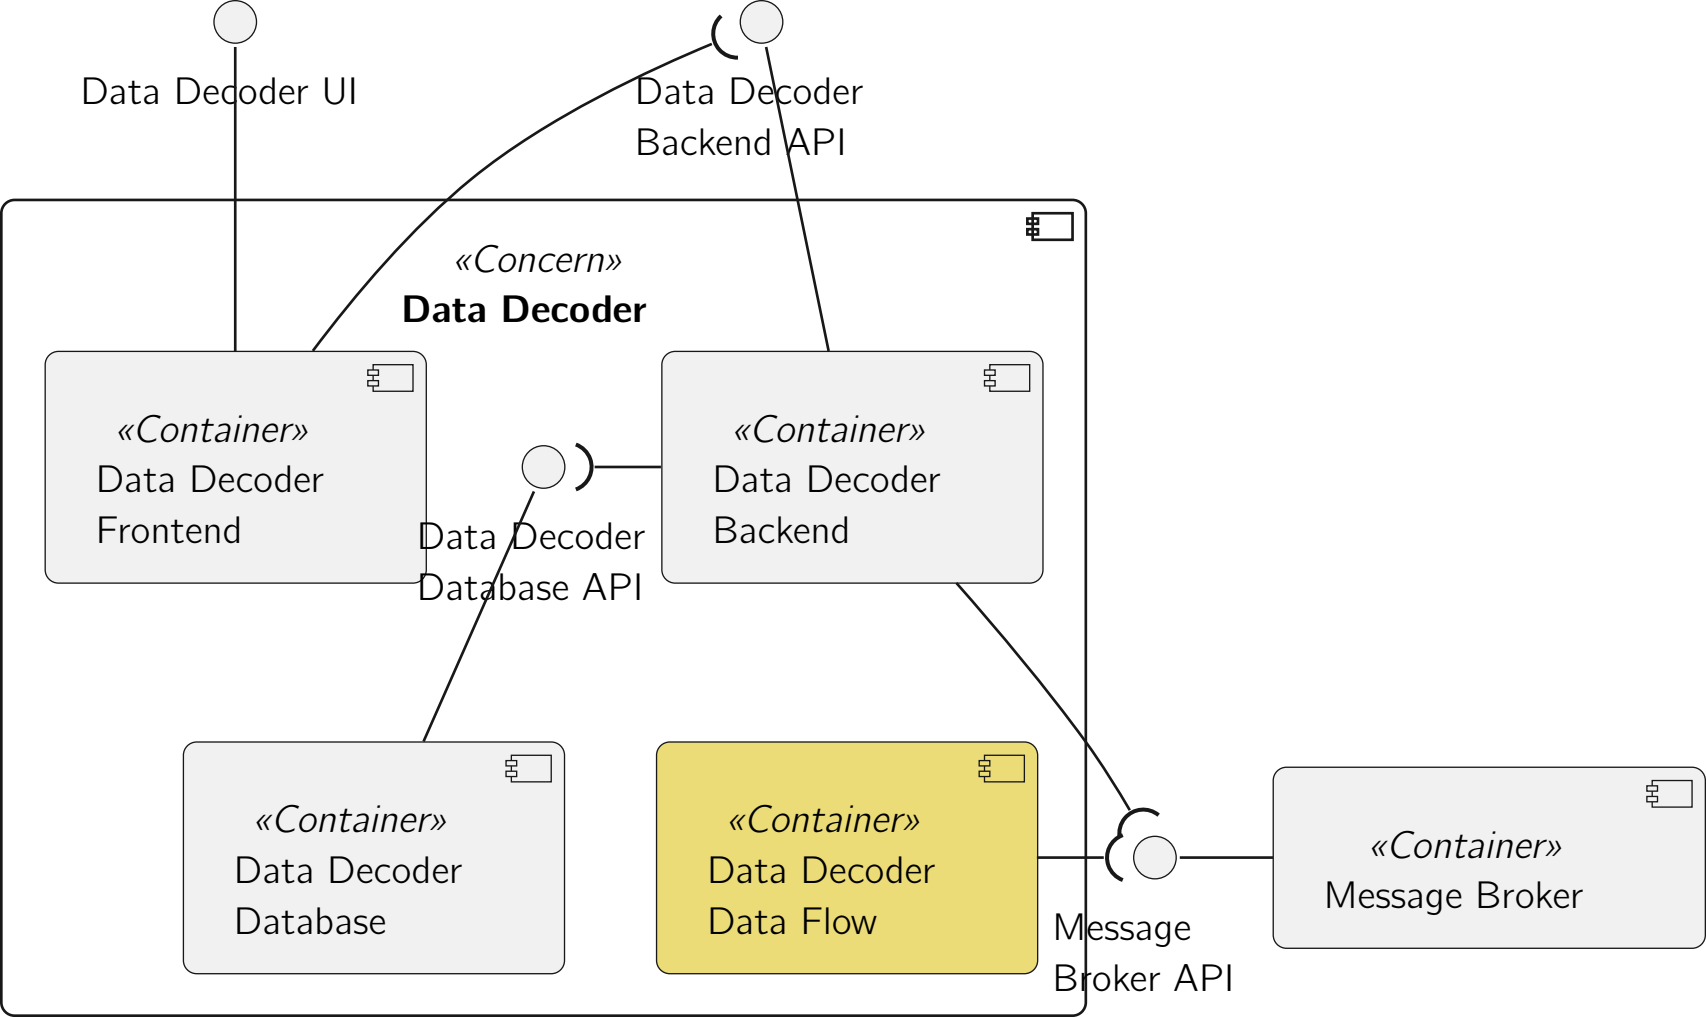 Data Decoder UI
Data Decoder
Backend API
«Concern»
Data Decoder
«Container»
Data Decoder
Frontend
«Container»
Data Decoder
Backend
Data Decoder
Database API
«Container»
Data Decoder
Database
«Container»
Data Decoder
Data Flow
Message
Broker API
«Container»
Message Broker